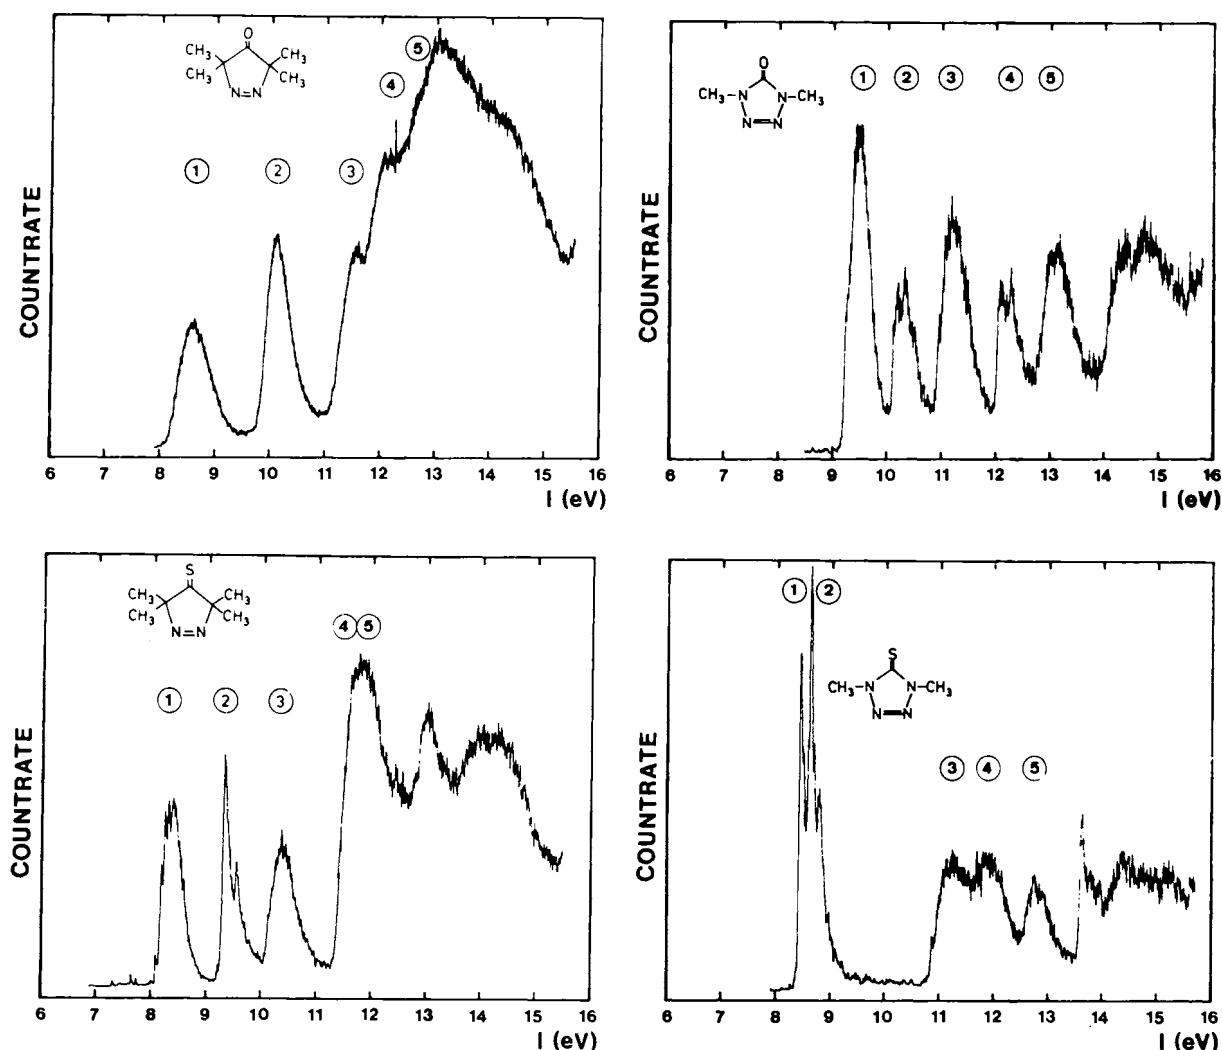 O
CH₃ CH₃
CH₃ CH₃
N=N
① ② ③ ④ ⑤
COUNTRATE
6 7 8 9 10 11 12 13 14 15 16
I (eV)
O
CH₃-N N-CH₃
N=N
① ② ③ ④ ⑤
COUNTRATE
6 7 8 9 10 11 12 13 14 15 16
I (eV)
S
CH₃ CH₃
CH₃ CH₃
N=N
① ② ③ ④ ⑤
COUNTRATE
6 7 8 9 10 11 12 13 14 15 16
I (eV)
① ②
S
CH₃-N N-CH₃
N=N
③ ④ ⑤
COUNTRATE
6 7 8 9 10 11 12 13 14 15 16
I (eV)